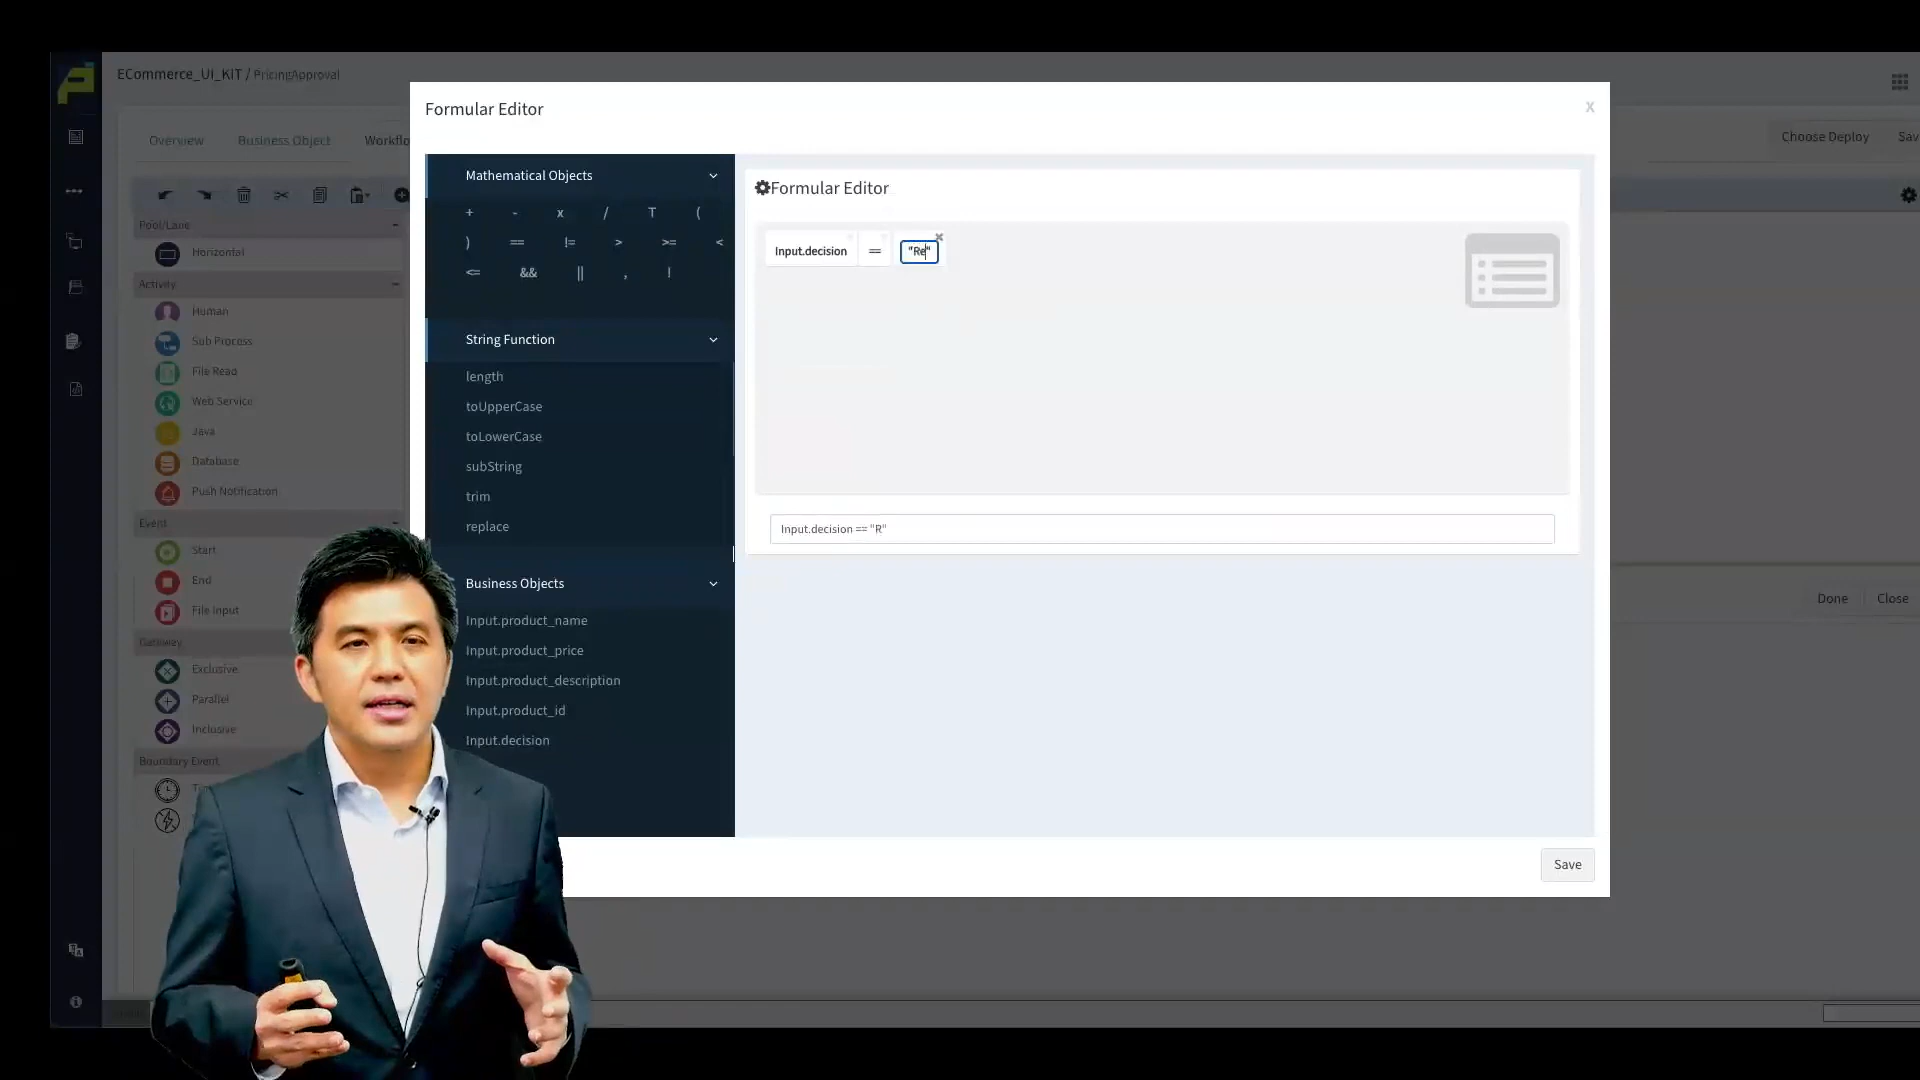 ECommerce_UI_KIT / PricingApproval
Overview
Business Object
Workflo
Choose Deploy
Sav
Pool/Lane
Horizontal
Activity
Human
Sub Process
File Read
Web Service
Java
Database
Push Notification
Event
Start
End
File Input
Gateway
Exclusive
Parallel
Inclusive
Boundary Event
Formular Editor
x
Mathematical Objects
+ - x / T (
) == != > >= <
<= && || , !
String Function
length
toUpperCase
toLowerCase
subString
trim
replace
Business Objects
Input.product_name
Input.product_price
Input.product_description
Input.product_id
Input.decision
Formular Editor
Input.decision == "Re"
Input.decision == "R"
Save
Done
Close